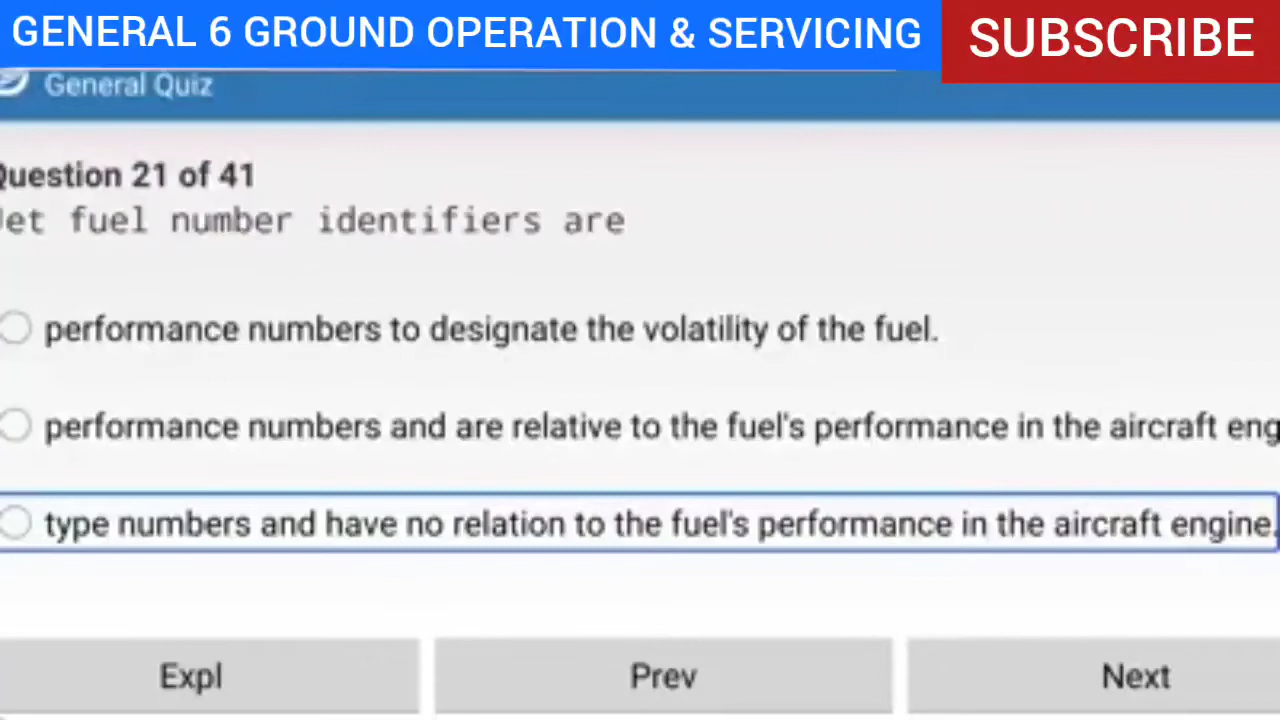 GENERAL 6 GROUND OPERATION & SERVICING
SUBSCRIBE
General Quiz
Question 21 of 41
Jet fuel number identifiers are
performance numbers to designate the volatility of the fuel.
performance numbers and are relative to the fuel's performance in the aircraft eng
type numbers and have no relation to the fuel's performance in the aircraft engine.
Expl
Prev
Next